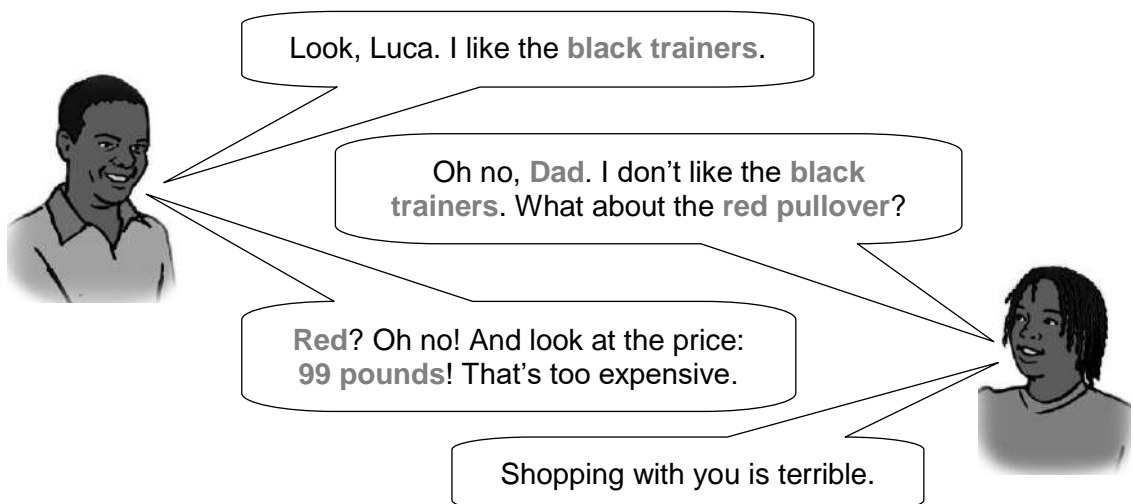 Look, Luca. I like the black trainers.
Oh no, Dad. I don’t like the black
trainers. What about the red pullover?
Red? Oh no! And look at the price:
99 pounds! That’s too expensive.
Shopping with you is terrible.